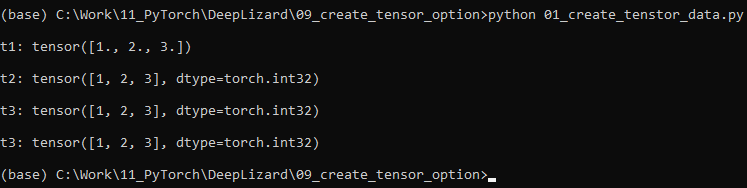 (base) C:\Work\11_PyTorch\DeepLizard\09_create_tensor_option>python 01_create_tenstor_data.py
t1: tensor([1., 2., 3.])
t2: tensor([1, 2, 3], dtype=torch.int32)
t3: tensor([1, 2, 3], dtype=torch.int32)
t3: tensor([1, 2, 3], dtype=torch.int32)
(base) C:\Work\11_PyTorch\DeepLizard\09_create_tensor_option>